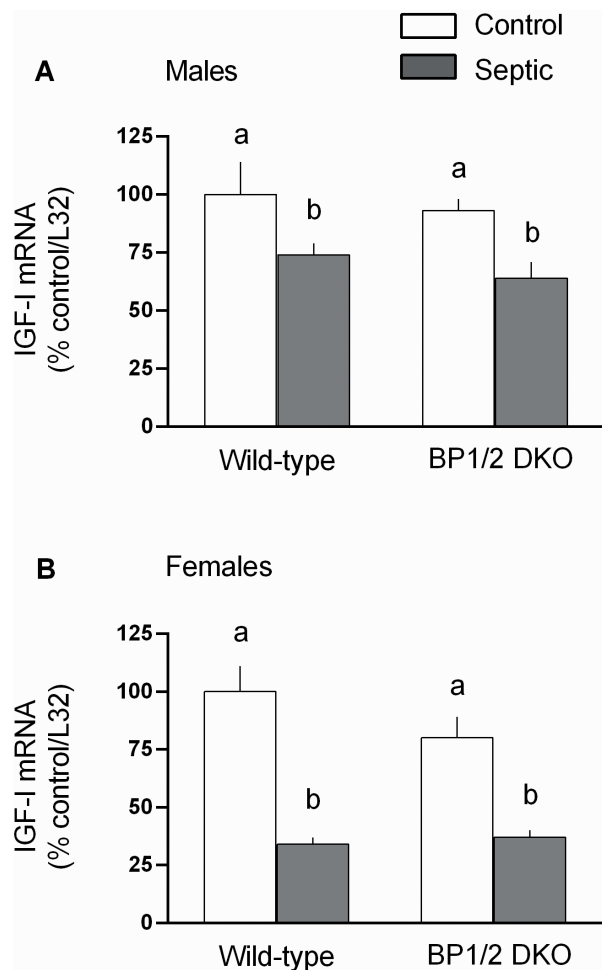 Control
Septic
A Males
IGF-I mRNA
(% control/L32)
125
100
75
50
25
0
a
b
a
b
Wild-type BP1/2 DKO
B Females
IGF-I mRNA
(% control/L32)
125
100
75
50
25
0
a
b
a
b
Wild-type BP1/2 DKO